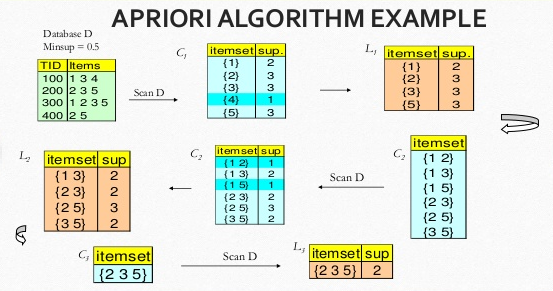 APRIORI ALGORITHM EXAMPLE
Database D
Minsup = 0.5
TID Items
100 1 3 4
200 2 3 5
300 1 2 3 5
400 2 5
Scan D
C1
itemset sup.
{1} 2
{2} 3
{3} 3
{4} 1
{5} 3
L1
itemset sup.
{1} 2
{2} 3
{3} 3
{5} 3
L2
itemset sup
{1 3} 2
{2 3} 2
{2 5} 3
{3 5} 2
C2
itemset sup
{1 2} 1
{1 3} 2
{1 5} 1
{2 3} 2
{2 5} 3
{3 5} 2
Scan D
C2
itemset
{1 2}
{1 3}
{1 5}
{2 3}
{2 5}
{3 5}
C3
itemset
{2 3 5}
Scan D
L3
itemset sup
{2 3 5} 2